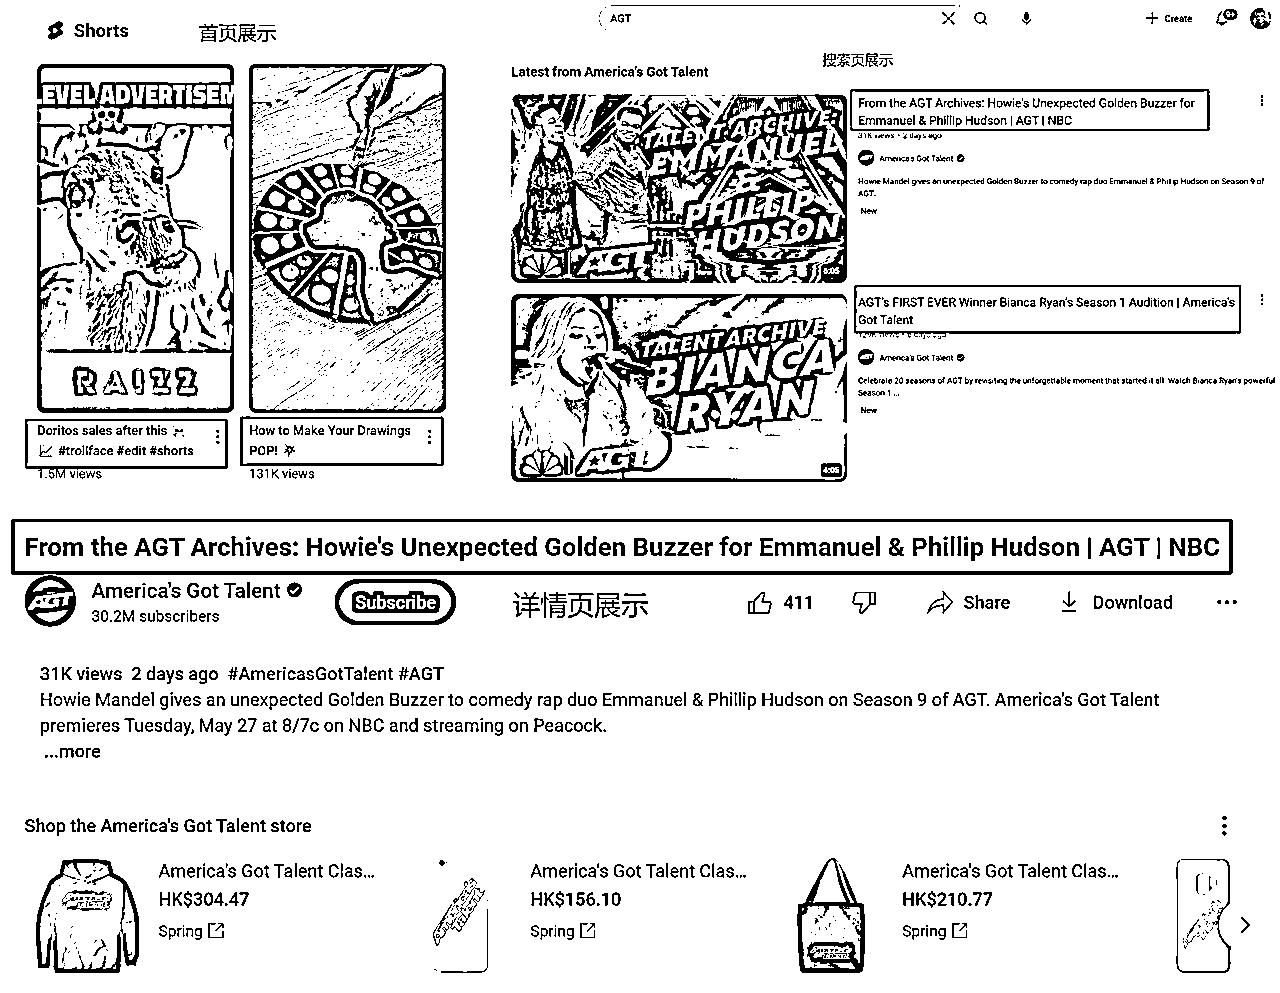 Shorts
首页展示
LEVEL ADVERTISEM
RAIZZ
Doritos sales after this
#trollface #edit #shorts
1.5M views
How to Make Your Drawings
POP!
131K views
AGT
Create
9+
搜索页展示
Latest from America's Got Talent
TALENT ARCHIVE:
EMMANUEL
PHILLIP
HUDSON
AGT
8:05
From the AGT Archives: Howie's Unexpected Golden Buzzer for
Emmanuel & Phillip Hudson | AGT | NBC
31K views • 2 days ago
America's Got Talent
Howie Mandel gives an unexpected Golden Buzzer to comedy rap duo Emmanuel & Phillip Hudson on Season 9 of
AGT.
New
TALENT ARCHIVE
BIANCA
RYAN
AGT
4:05
AGT's FIRST EVER Winner Bianca Ryan's Season 1 Audition | America's
Got Talent
America's Got Talent
Celebrate 20 seasons of AGT by revisiting the unforgettable moment that started it all. Watch Bianca Ryan's powerful
Season 1 ...
New
From the AGT Archives: Howie's Unexpected Golden Buzzer for Emmanuel & Phillip Hudson | AGT | NBC
AGT
America's Got Talent
30.2M subscribers
Subscribe
详情页展示
411
Share
Download
31K views 2 days ago #AmericasGotTalent #AGT
Howie Mandel gives an unexpected Golden Buzzer to comedy rap duo Emmanuel & Phillip Hudson on Season 9 of AGT. America's Got Talent
premieres Tuesday, May 27 at 8/7c on NBC and streaming on Peacock.
...more
Shop the America's Got Talent store
America's Got Talent Clas...
HK$304.47
Spring
America's Got Talent Clas...
HK$156.10
Spring
America's Got Talent Clas...
HK$210.77
Spring